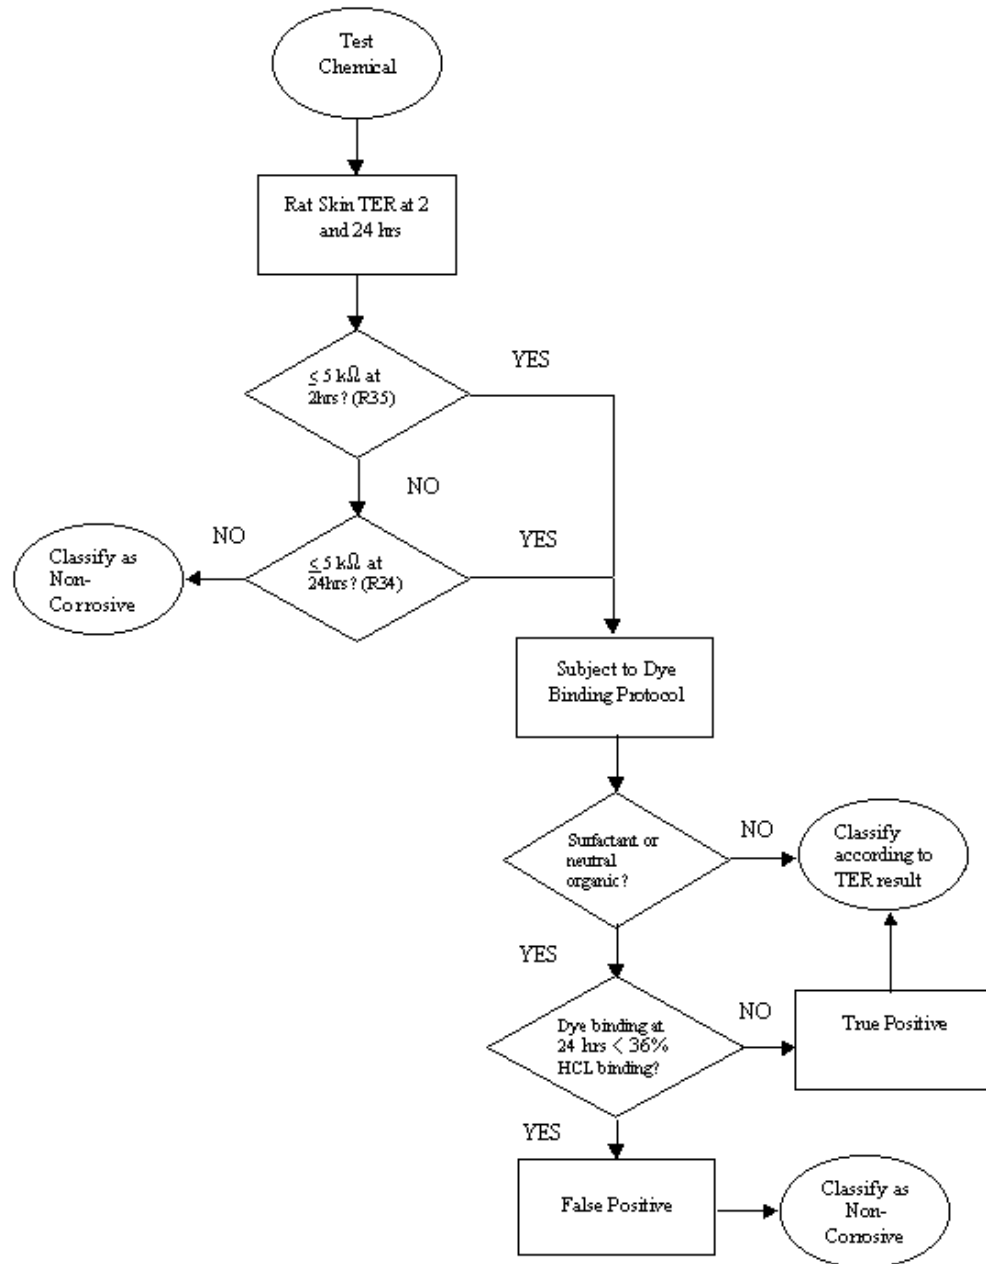 Test
Chemical
Rat Skin TER at 2
and 24 hrs
≤ 5 kΩ at
2hrs? (R35)
YES
NO
NO
YES
Classify as
Non-
Corrosive
≤ 5 kΩ at
24hrs? (R34)
Subject to Dye
Binding Protocol
Surfactant or
neutral
organic?
NO
Classify
according to
TER result
YES
Dye binding at
24 hrs < 36%
HCL binding?
NO
True Positive
YES
False Positive
Classify as
Non-
Corrosive